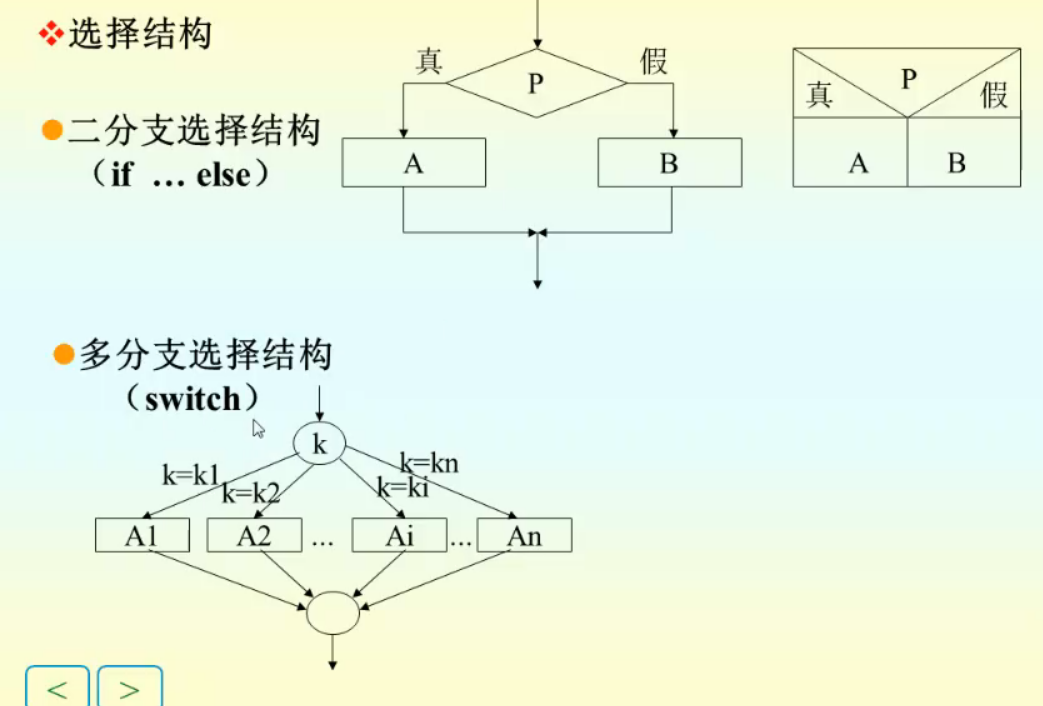 选择结构
二分支选择结构
（if … else）
真
P
假
A
B
真
P
假
A
B
多分支选择结构
（switch）
k
k=k1
k=k2
k=ki
k=kn
A1
A2
…
Ai
…
An
<
>